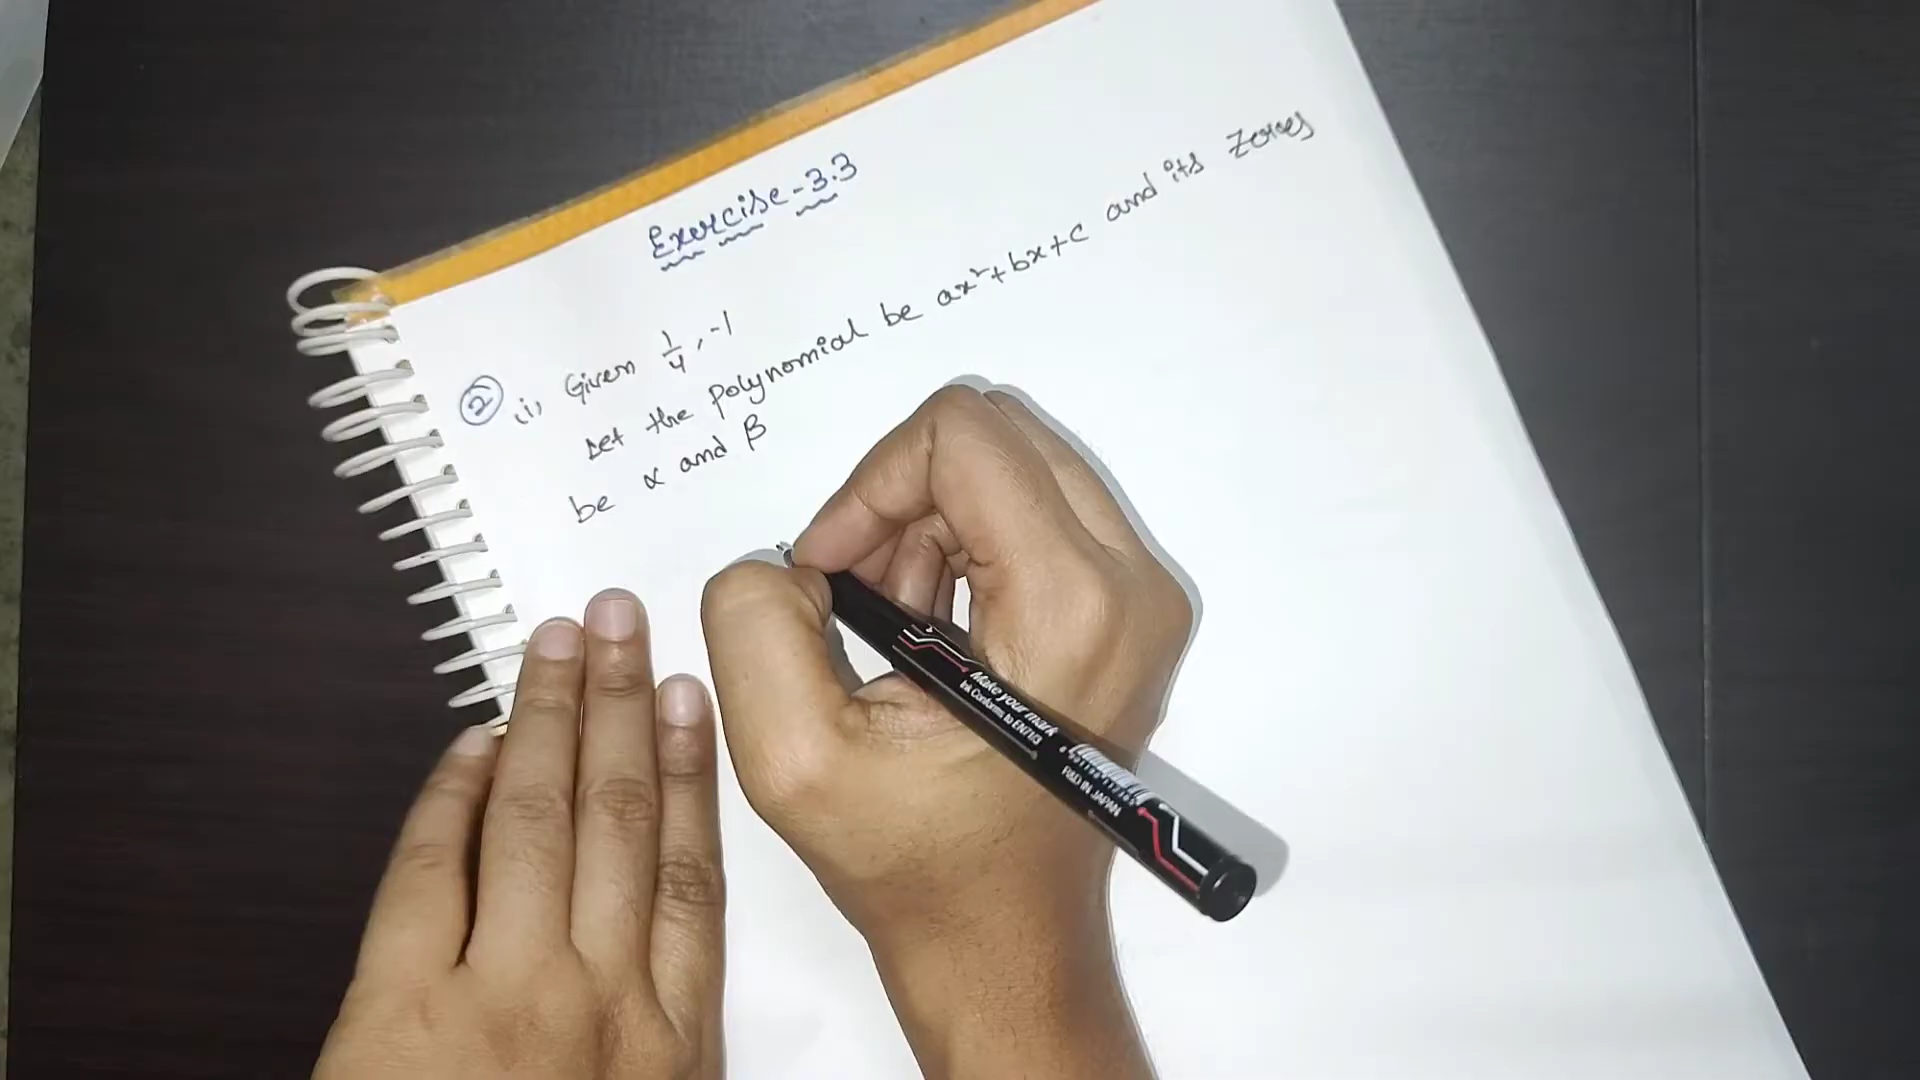 Exercise-3.3
② (i) Given 1/4, -1
Let the polynomial be ax²+bx+c and its zeroes
be α and β
Make your mark
Ink Conforms to EN71/3
R&D IN JAPAN